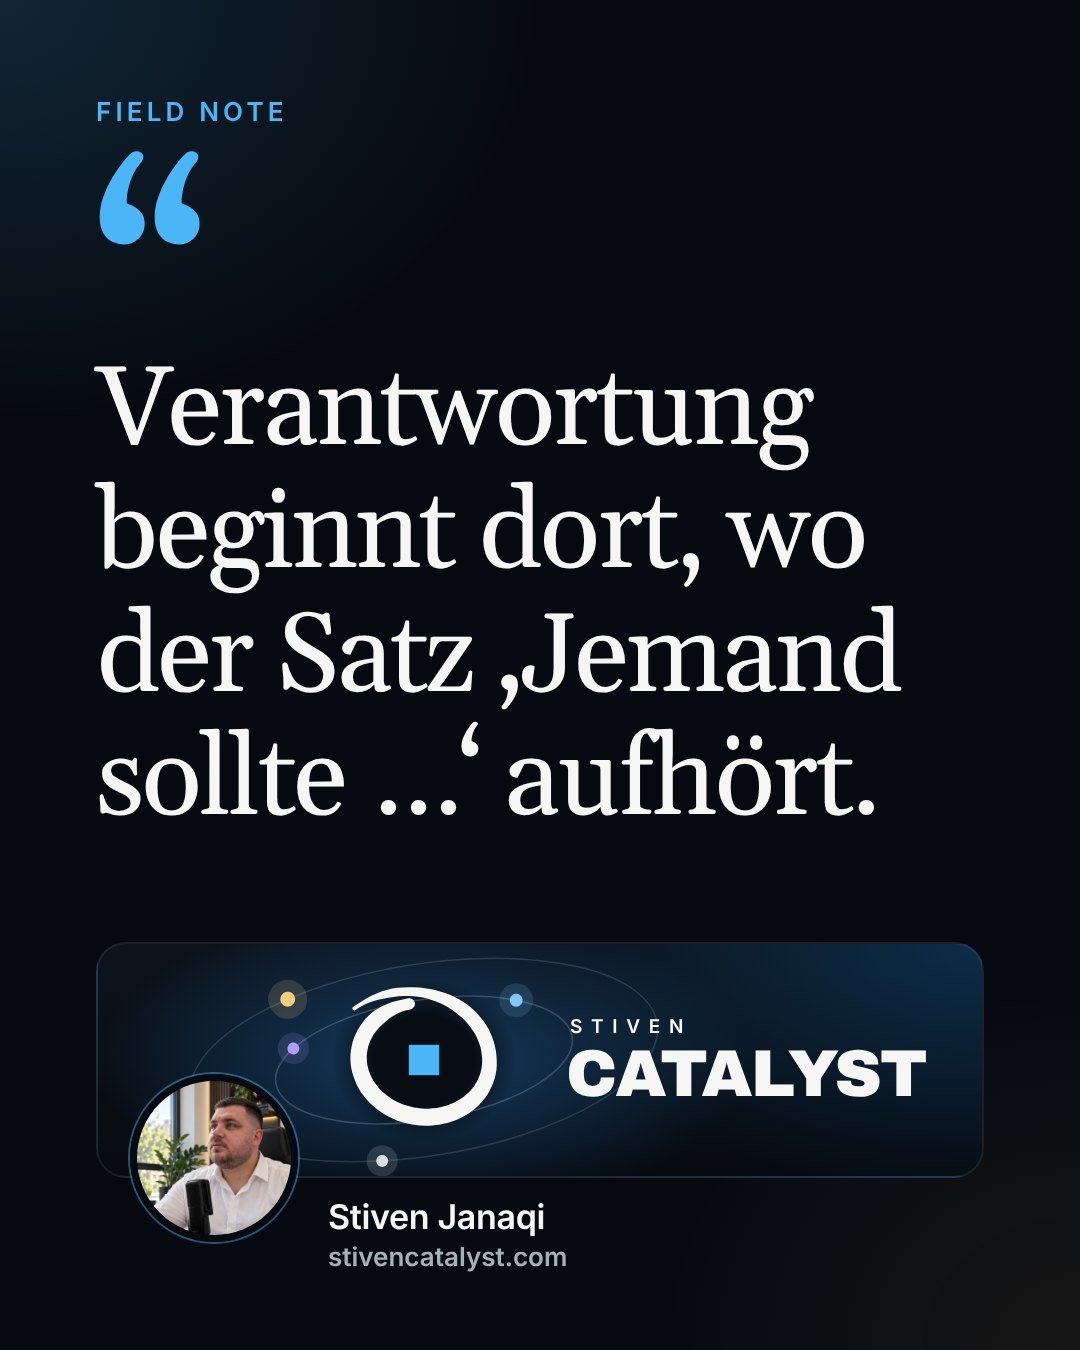 FIELD NOTE
“
Verantwortung
beginnt dort, wo
der Satz ‚Jemand
sollte …‘ aufhört.
STIVEN
CATALYST
Stiven Janaqi
stivencatalyst.com